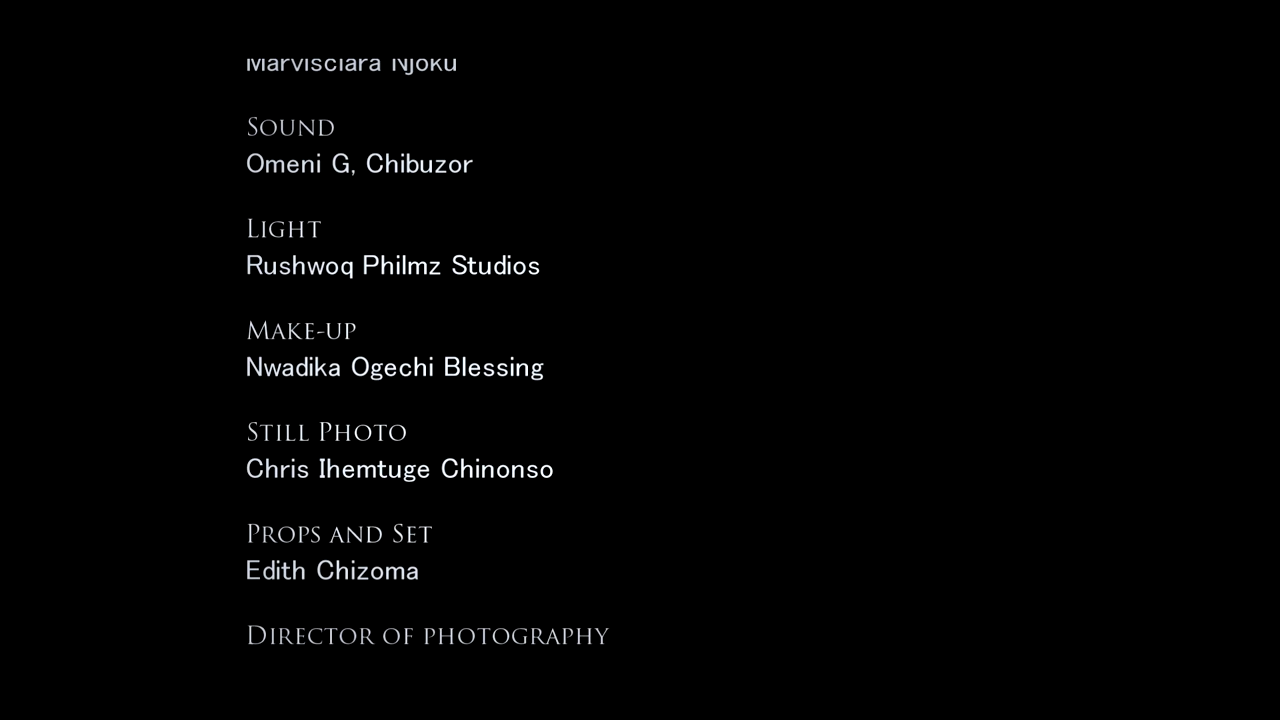 Marvisclara Njoku
SOUND
Omeni G, Chibuzor
LIGHT
Rushwoq Philmz Studios
MAKE-UP
Nwadika Ogechi Blessing
STILL PHOTO
Chris Ihemtuge Chinonso
PROPS AND SET
Edith Chizoma
DIRECTOR OF PHOTOGRAPHY